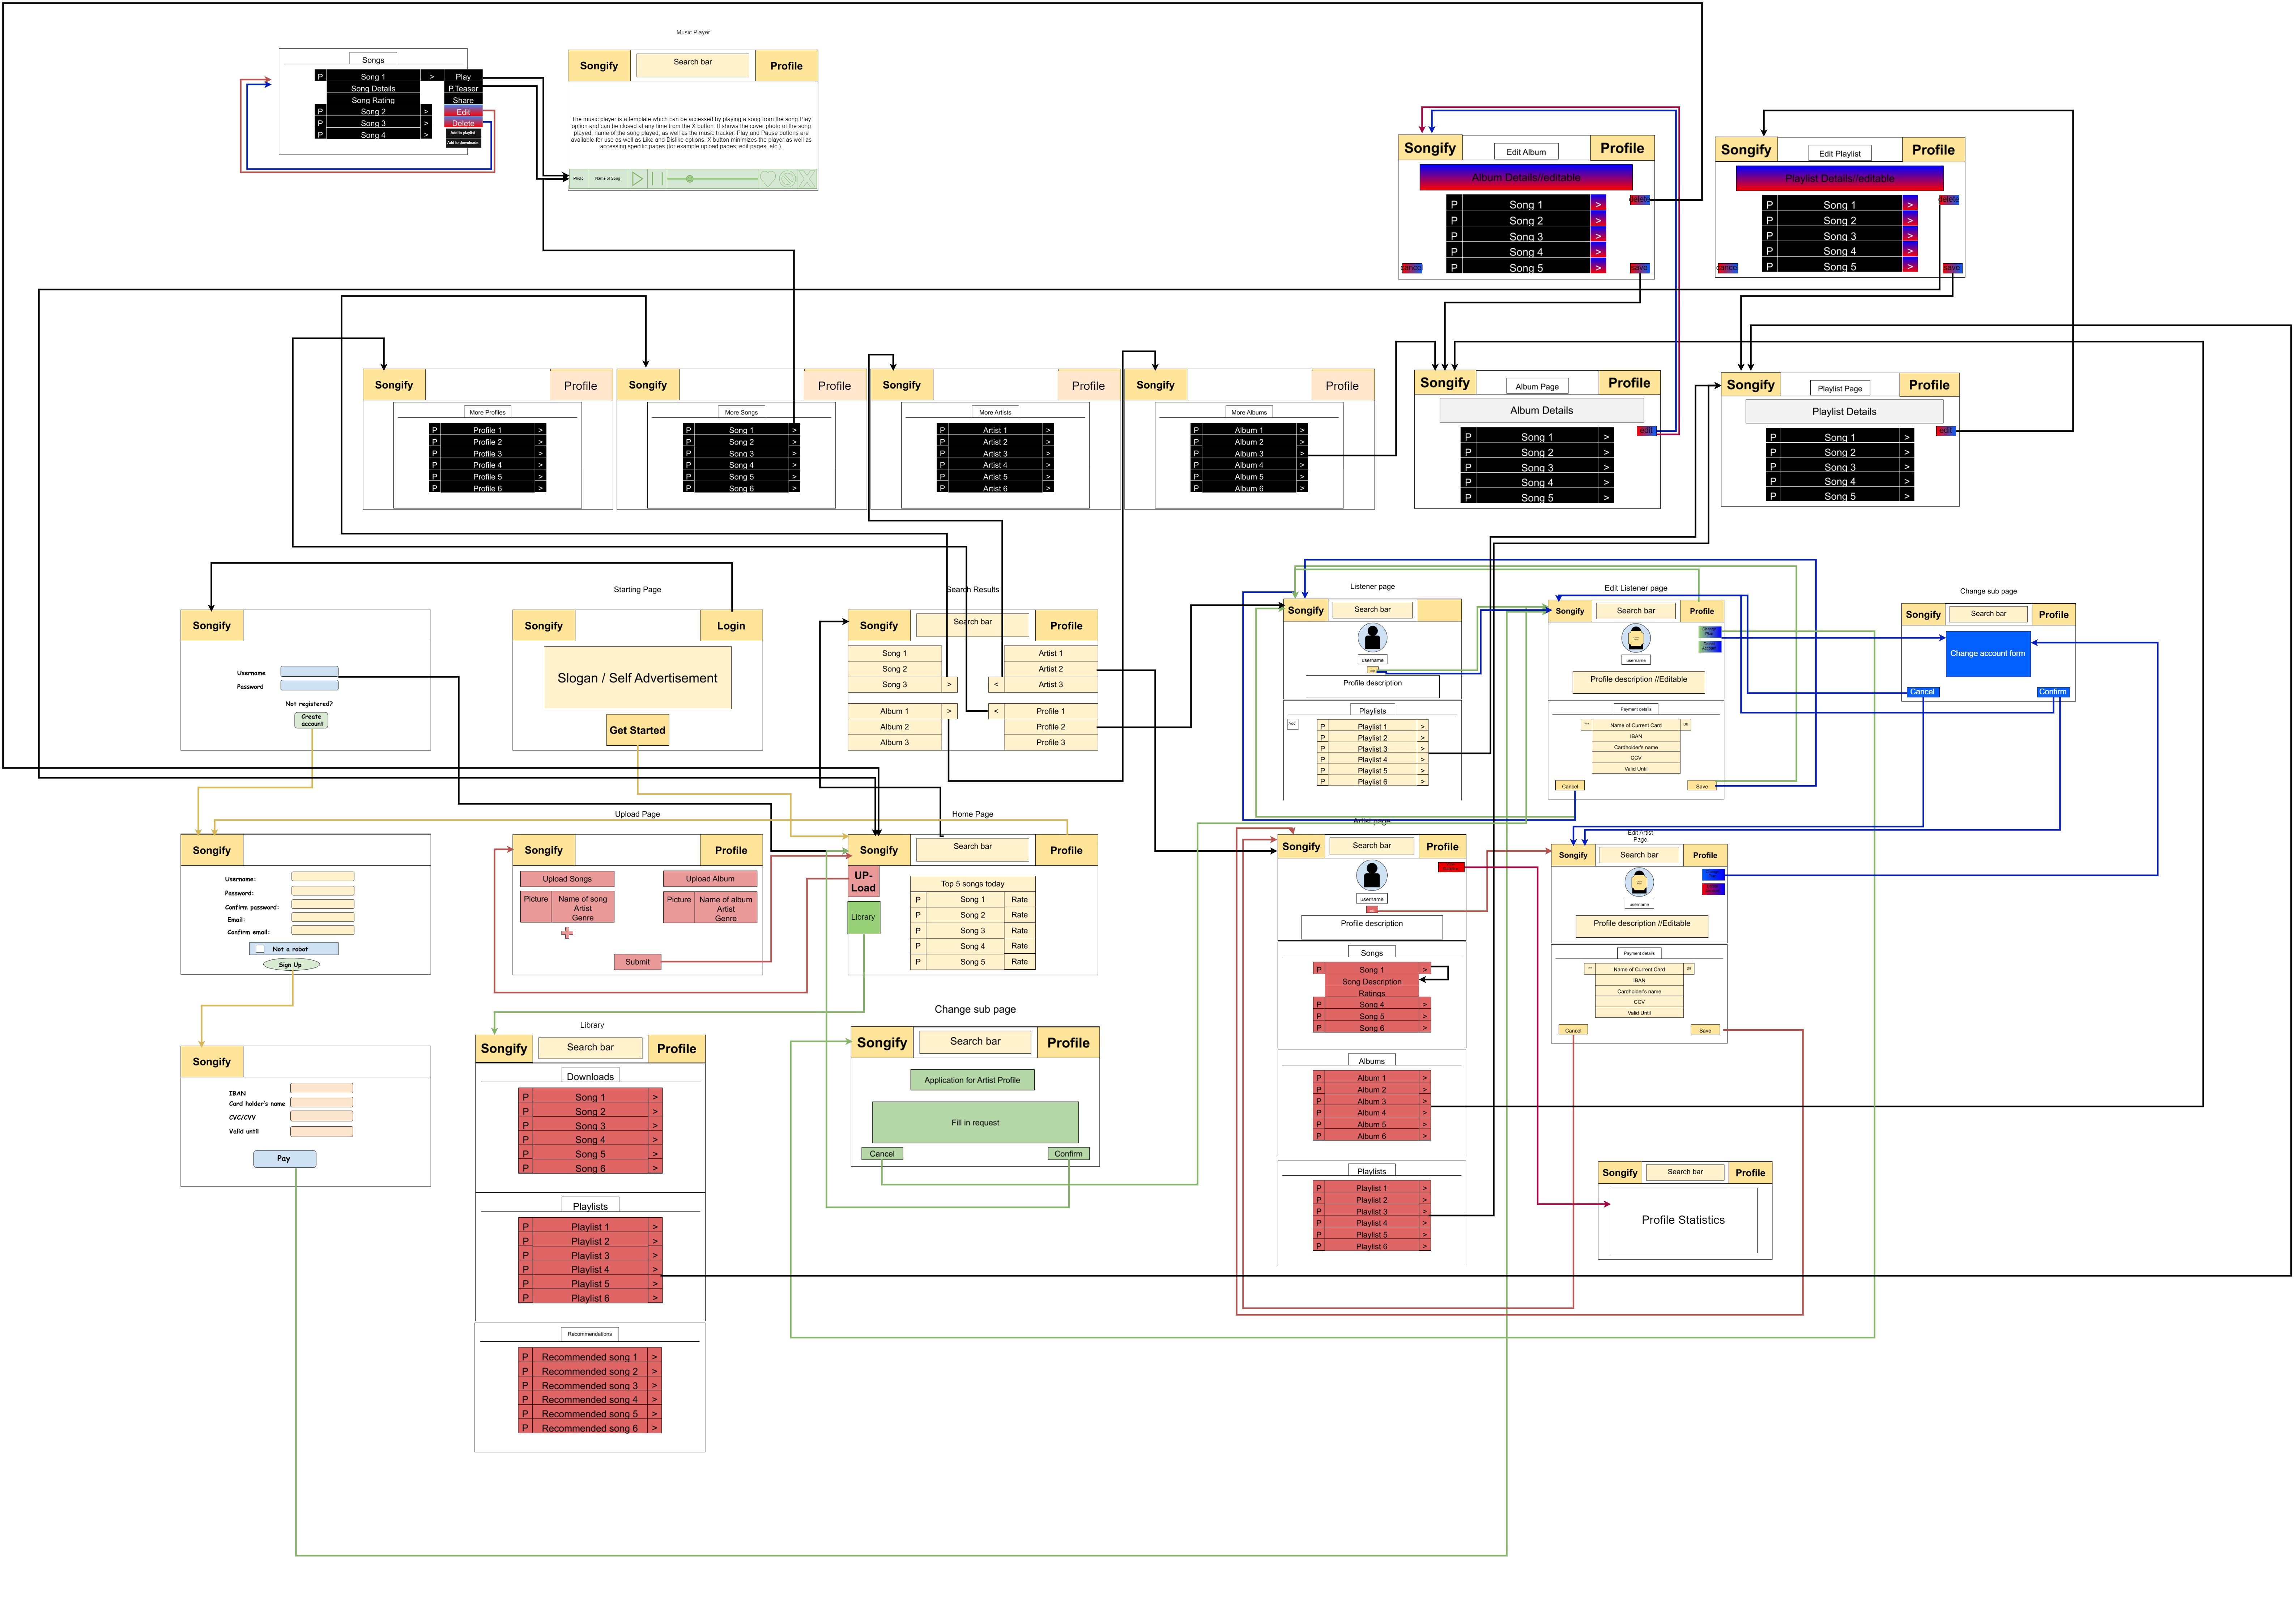 Music Player
Songs
P Song 1 > Play
Song Details P.Teaser
Song Rating Share
P Song 2 > Edit
P Song 3 > Delete
P Song 4 > Add to playlist
Add to downloads
Songify Search bar Profile
The music player is a template which can be accessed by playing a song from the song Play
option and can be closed at any time from the X button. It shows the cover photo of the song
played, name of the song played, as well as the music tracker. Play and Pause buttons are
available for use as well as Like and Dislike options. X button minimizes the player as well as
accessing specific pages (for example upload pages, edit pages, etc.).
Photo Name of Song
Songify Edit Album Profile
Album Details//editable
P Song 1 > delete
P Song 2 >
P Song 3 >
P Song 4 >
cancel P Song 5 > save
Songify Edit Playlist Profile
Playlist Details//editable
P Song 1 > delete
P Song 2 >
P Song 3 >
P Song 4 >
cancel P Song 5 > save
Songify Profile
More Profiles
P Profile 1 >
P Profile 2 >
P Profile 3 >
P Profile 4 >
P Profile 5 >
P Profile 6 >
Songify Profile
More Songs
P Song 1 >
P Song 2 >
P Song 3 >
P Song 4 >
P Song 5 >
P Song 6 >
Songify Profile
More Artists
P Artist 1 >
P Artist 2 >
P Artist 3 >
P Artist 4 >
P Artist 5 >
P Artist 6 >
Songify Profile
More Albums
P Album 1 >
P Album 2 >
P Album 3 >
P Album 4 >
P Album 5 >
P Album 6 >
Songify Album Page Profile
Album Details
edit
P Song 1 >
P Song 2 >
P Song 3 >
P Song 4 >
P Song 5 >
Songify Playlist Page Profile
Playlist Details
edit
P Song 1 >
P Song 2 >
P Song 3 >
P Song 4 >
P Song 5 >
Songify
Username
Password
Not registered?
Create
account
Starting Page
Songify Login
Slogan / Self Advertisement
Get Started
Search Results
Songify Search bar Profile
Song 1 Artist 1
Song 2 Artist 2
Song 3 > < Artist 3
Album 1 > < Profile 1
Album 2 Profile 2
Album 3 Profile 3
Listener page
Songify Search bar
username
Profile description
Playlists
Add
P Playlist 1 >
P Playlist 2 >
P Playlist 3 >
P Playlist 4 >
P Playlist 5 >
P Playlist 6 >
Edit Listener page
Songify Search bar Profile
username
Profile description //Editable
Payment details
Name of Current Card
IBAN
Cardholder's name
CCV
Valid Until
Cancel Save
Change sub page
Songify Search bar Profile
Change account form
Cancel Confirm
Songify
Username:
Password:
Confirm password:
Email:
Confirm email:
Not a robot
Sign Up
Upload Page
Songify Profile
Upload Songs Upload Album
Picture Name of song
Artist
Genre
Picture Name of album
Artist
Genre
Submit
Home Page
Songify Search bar Profile
UP-
Load
Library
Top 5 songs today
P Song 1 Rate
P Song 2 Rate
P Song 3 Rate
P Song 4 Rate
P Song 5 Rate
Artist page
Songify Search bar Profile
username
Profile description
Songs
P Song 1 >
Song Description
Ratings
P Song 4 >
P Song 5 >
P Song 6 >
Albums
P Album 1 >
P Album 2 >
P Album 3 >
P Album 4 >
P Album 5 >
P Album 6 >
Playlists
P Playlist 1 >
P Playlist 2 >
P Playlist 3 >
P Playlist 4 >
P Playlist 5 >
P Playlist 6 >
Edit Artist
Page
Songify Search bar Profile
username
Profile description //Editable
Payment details
Name of Current Card
IBAN
Cardholder's name
CCV
Valid Until
Cancel Save
Songify
IBAN
Card holder's name
CVC/CVV
Valid until
Pay
Library
Songify Search bar Profile
Downloads
P Song 1 >
P Song 2 >
P Song 3 >
P Song 4 >
P Song 5 >
P Song 6 >
Playlists
P Playlist 1 >
P Playlist 2 >
P Playlist 3 >
P Playlist 4 >
P Playlist 5 >
P Playlist 6 >
Recommendations
P Recommended song 1 >
P Recommended song 2 >
P Recommended song 3 >
P Recommended song 4 >
P Recommended song 5 >
P Recommended song 6 >
Change sub page
Songify Search bar Profile
Application for Artist Profile
Fill in request
Cancel Confirm
Songify Search bar Profile
Profile Statistics